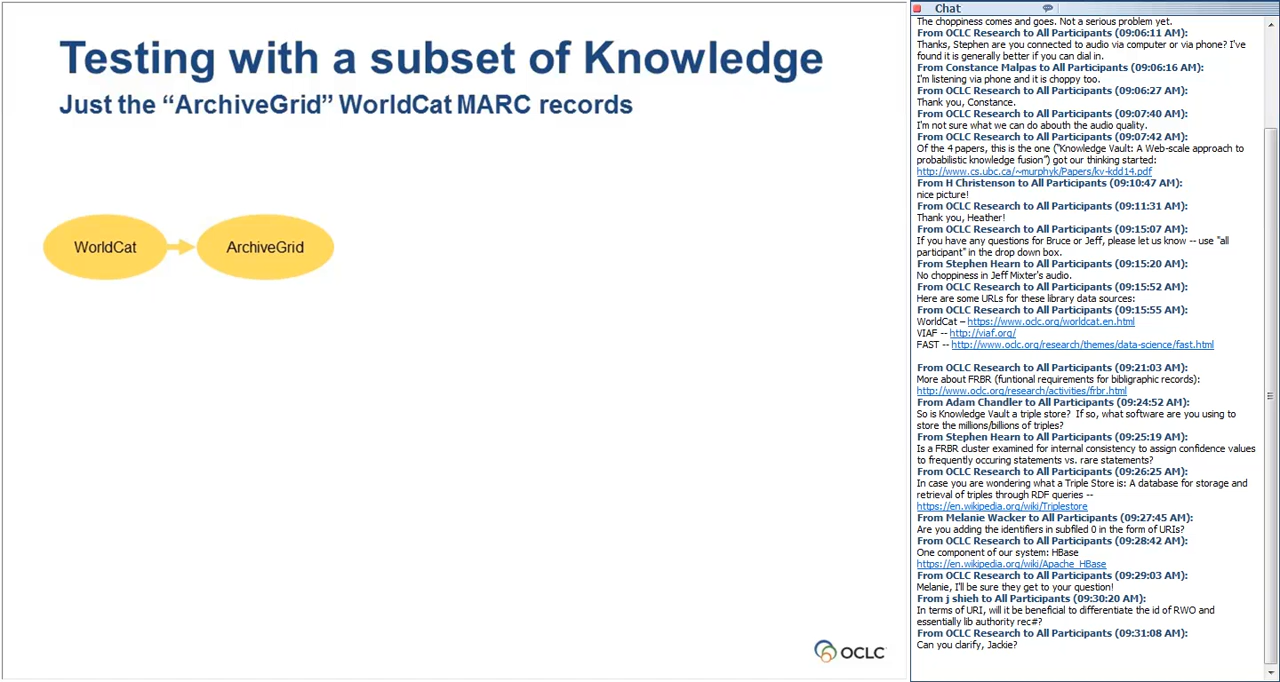 Testing with a subset of Knowledge
Just the “ArchiveGrid” WorldCat MARC records
WorldCat
ArchiveGrid
OCLC
Chat
The choppiness comes and goes. Not a serious problem yet.
From OCLC Research to All Participants (09:06:11 AM):
Thanks, Stephen are you connected to audio via computer or via phone? I've
found it is generally better if you can dial in.
From Constance Malpas to All Participants (09:06:16 AM):
I'm listening via phone and it is choppy too.
From OCLC Research to All Participants (09:06:27 AM):
Thank you, Constance.
From OCLC Research to All Participants (09:07:40 AM):
I'm not sure what we can do abouth the audio quality.
From OCLC Research to All Participants (09:07:42 AM):
Of the 4 papers, this is the one ("Knowledge Vault: A Web-scale approach to
probabilistic knowledge fusion") got our thinking started:
http://www.cs.ubc.ca/~murphyk/Papers/kv-kdd14.pdf
From H Christenson to All Participants (09:10:47 AM):
nice picture!
From OCLC Research to All Participants (09:11:31 AM):
Thank you, Heather!
From OCLC Research to All Participants (09:15:07 AM):
If you have any questions for Bruce or Jeff, please let us know -- use "all
participant" in the drop down box.
From Stephen Hearn to All Participants (09:15:20 AM):
No choppiness in Jeff Mixter's audio.
From OCLC Research to All Participants (09:15:52 AM):
Here are some URLs for these library data sources:
From OCLC Research to All Participants (09:15:55 AM):
WorldCat – https://www.oclc.org/worldcat.en.html
VIAF -- http://viaf.org/
FAST -- http://www.oclc.org/research/themes/data-science/fast.html
From OCLC Research to All Participants (09:21:03 AM):
More about FRBR (funtional requirements for bibligraphic records):
http://www.oclc.org/research/activities/frbr.html
From Adam Chandler to All Participants (09:24:52 AM):
So is Knowledge Vault a triple store? If so, what software are you using to
store the millions/billions of triples?
From Stephen Hearn to All Participants (09:25:19 AM):
Is a FRBR cluster examined for internal consistency to assign confidence values
to frequently occuring statements vs. rare statements?
From OCLC Research to All Participants (09:26:25 AM):
In case you are wondering what a Triple Store is: A database for storage and
retrieval of triples through RDF queries --
https://en.wikipedia.org/wiki/Triplestore
From Melanie Wacker to All Participants (09:27:45 AM):
Are you adding the identifiers in subfiled 0 in the form of URIs?
From OCLC Research to All Participants (09:28:42 AM):
One component of our system: HBase
https://en.wikipedia.org/wiki/Apache_HBase
From OCLC Research to All Participants (09:29:03 AM):
Melanie, I'll be sure they get to your question!
From j shieh to All Participants (09:30:20 AM):
In terms of URI, will it be beneficial to differentiate the id of RWO and
essentially lib authority rec#?
From OCLC Research to All Participants (09:31:08 AM):
Can you clarify, Jackie?